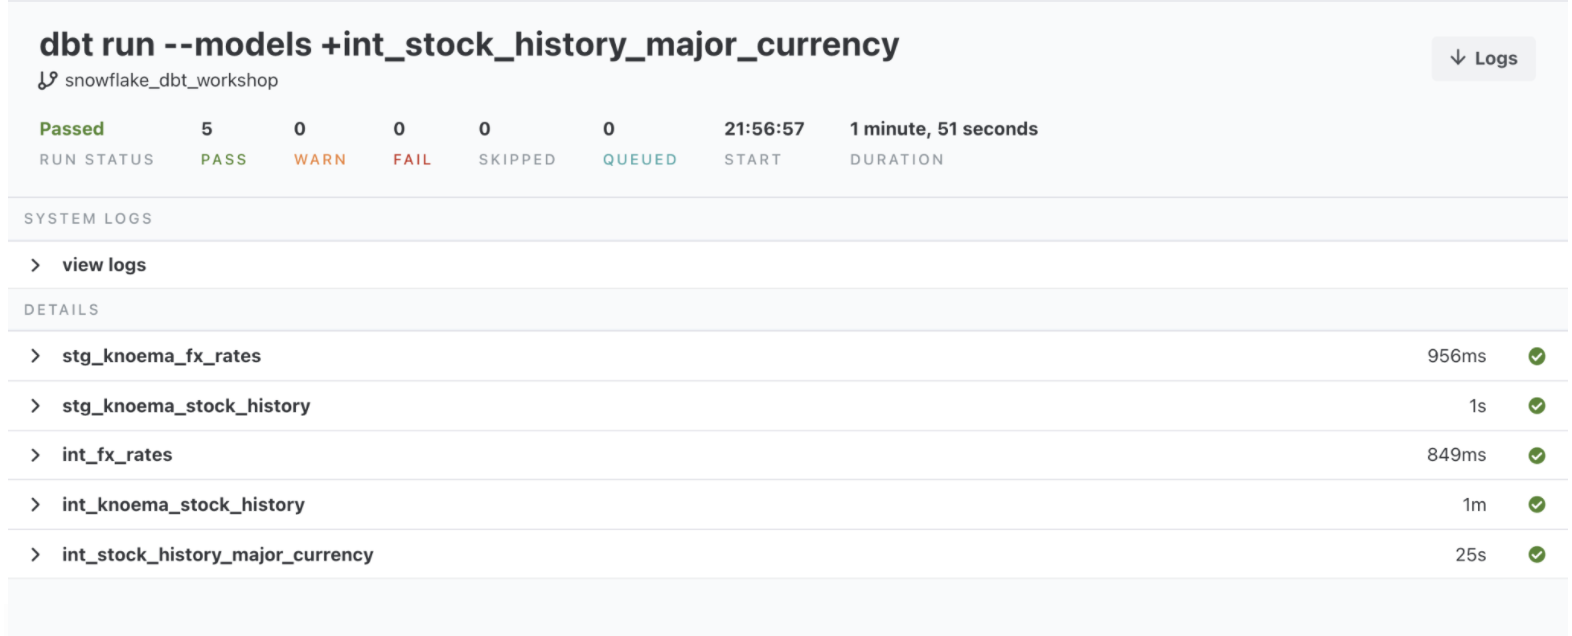 dbt run --models +int_stock_history_major_currency
Logs
snowflake_dbt_workshop
Passed 5 0 0 0 0 21:56:57 1 minute, 51 seconds
RUN STATUS PASS WARN FAIL SKIPPED QUEUED START DURATION
SYSTEM LOGS
view logs
DETAILS
stg_knoema_fx_rates 956ms
stg_knoema_stock_history 1s
int_fx_rates 849ms
int_knoema_stock_history 1m
int_stock_history_major_currency 25s